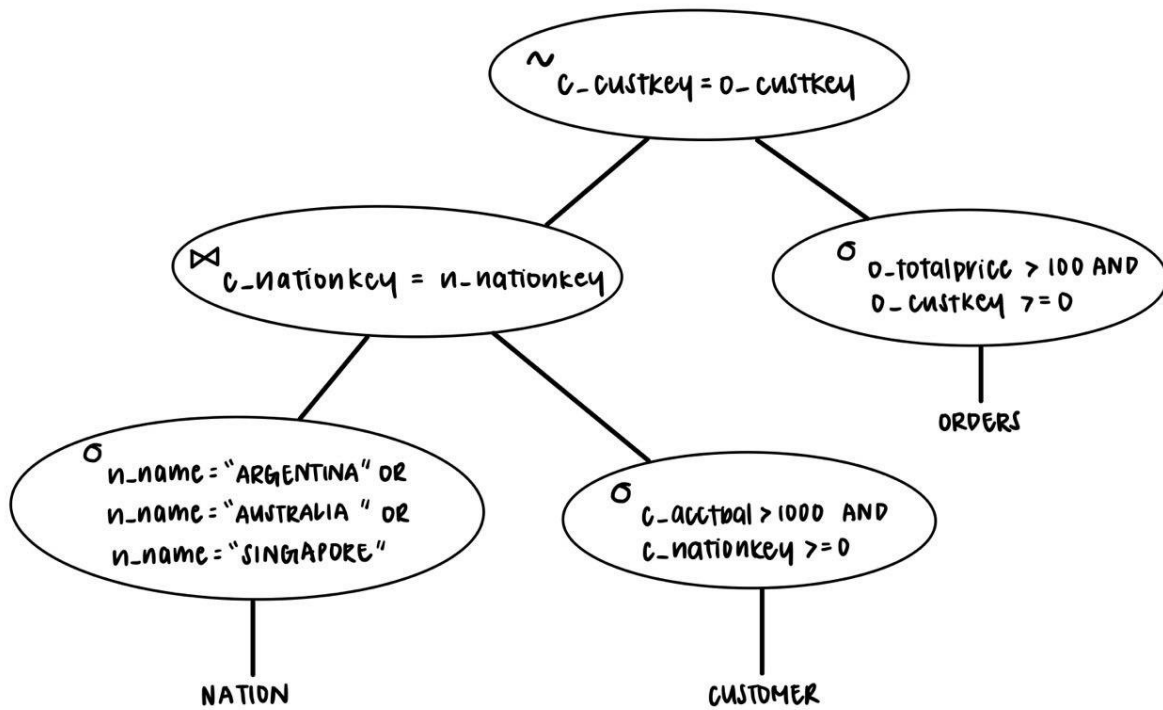 ~ c_custkey = o_custkey
⋈ c_nationkey = n_nationkey
σ o_totalprice > 100 AND
o_custkey >= 0
ORDERS
σ n_name = "ARGENTINA" OR
n_name = "AUSTRALIA " OR
n_name = "SINGAPORE"
σ c_acctbal > 1000 AND
c_nationkey >= 0
NATION
CUSTOMER